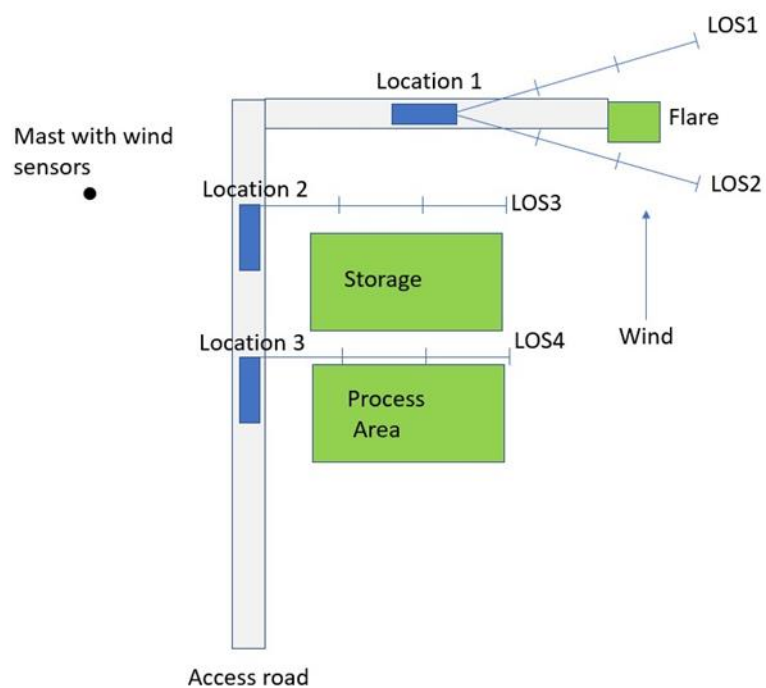 LOS1
Location 1
Flare
Mast with wind
sensors
Location 2
LOS2
LOS3
Storage
Wind
Location 3
LOS4
Process
Area
Access road